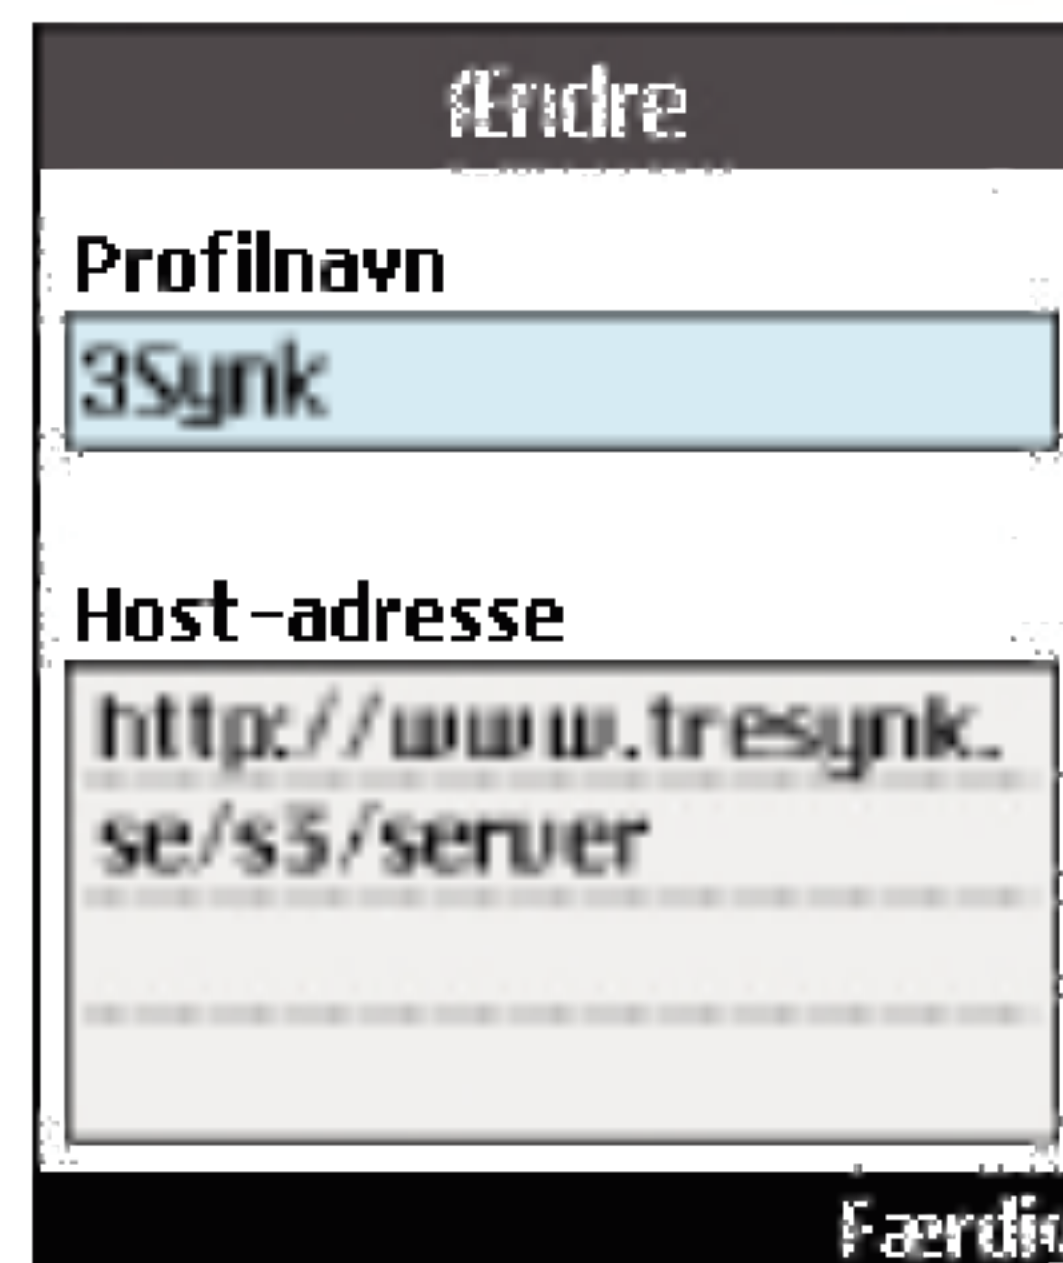 Ændre
Profilnavn
3Synk
Host-adresse
http://www.tresynk.
se/s3/server